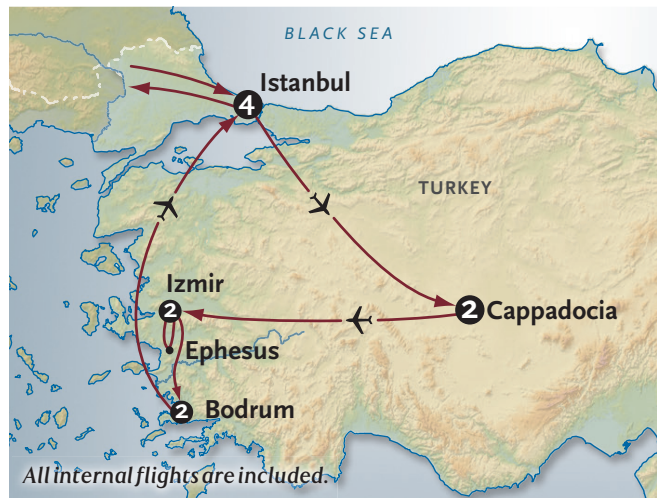 BLACK SEA
Istanbul
4
TURKEY
Izmir
2
2 Cappadocia
Ephesus
2 Bodrum
All internal flights are included.